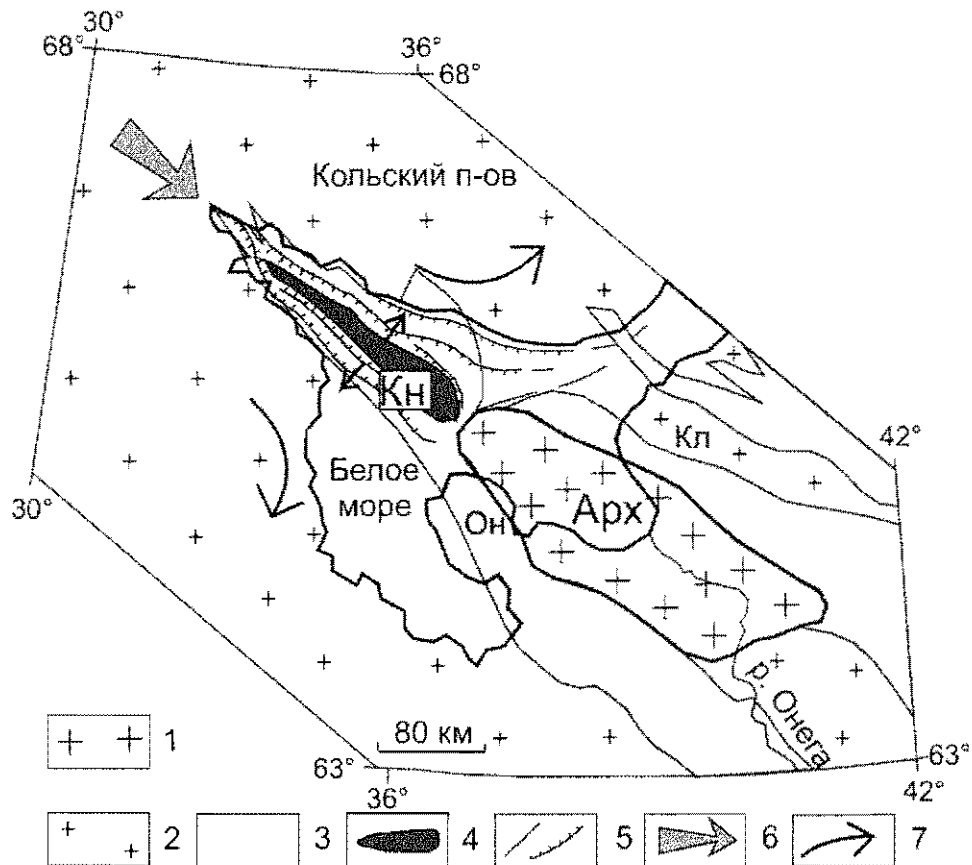 30°
68°
36°
68°
Кольский п-ов
Кн
Кл
42°
Белое
море
Арх
Он
30°
р. Онега
80 км
63°
36°
63°
42°
1
2
3
4
5
6
7